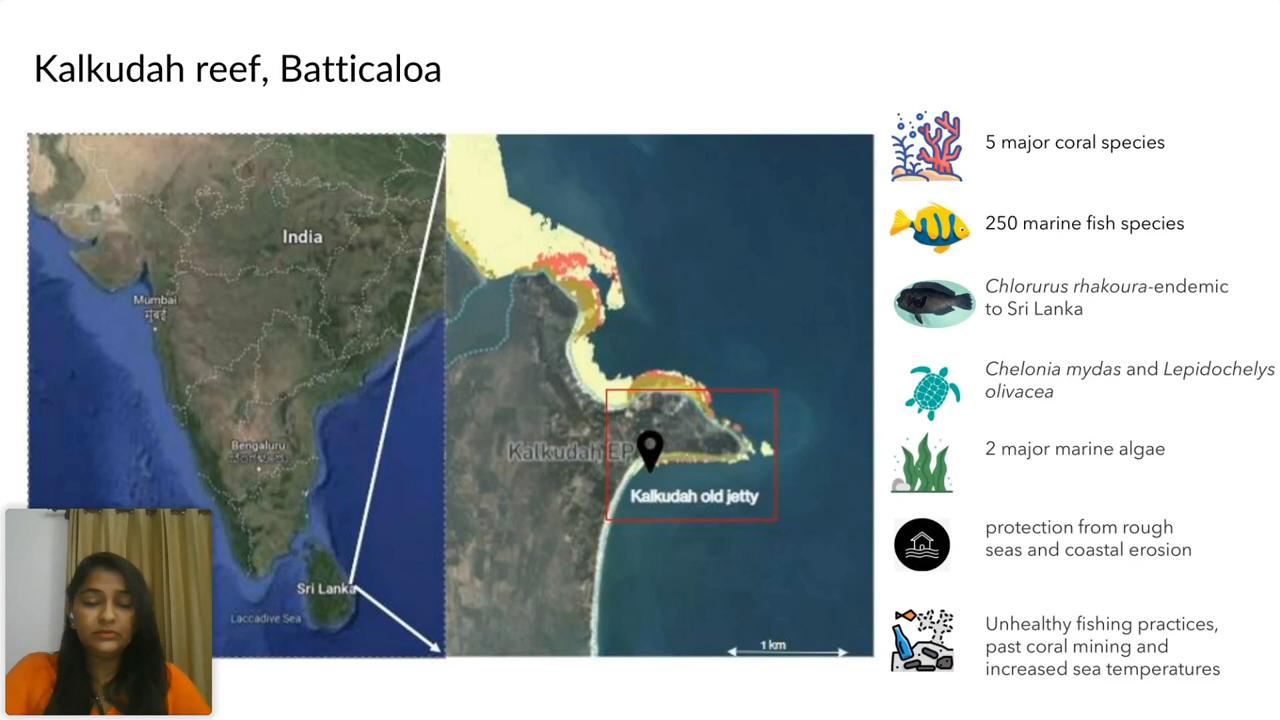 Kalkudah reef, Batticaloa
India
Mumbai
मुंबई
Bengaluru
Sri Lanka
Laccadive Sea
Kalkudah EP
Kalkudah old jetty
1 km
5 major coral species
250 marine fish species
Chlorurus rhakoura-endemic
to Sri Lanka
Chelonia mydas and Lepidochelys
olivacea
2 major marine algae
protection from rough
seas and coastal erosion
Unhealthy fishing practices,
past coral mining and
increased sea temperatures